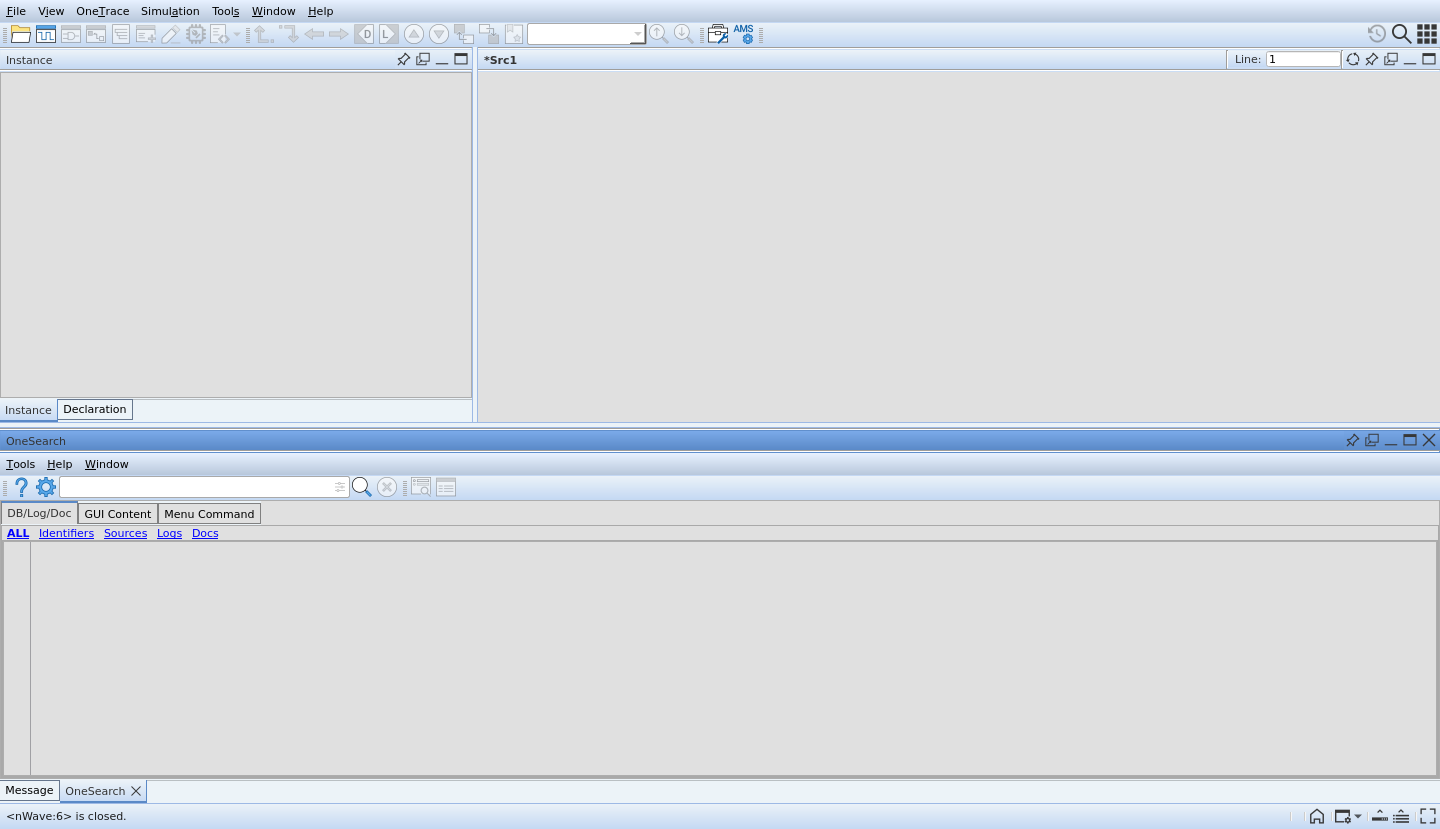 File View OneTrace Simulation Tools Window Help
D L AMS
Instance
*Src1 Line: 1
Instance Declaration
OneSearch
Tools Help Window
?
DB/Log/Doc GUI Content Menu Command
ALL Identifiers Sources Logs Docs
Message OneSearch
<nWave:6> is closed.